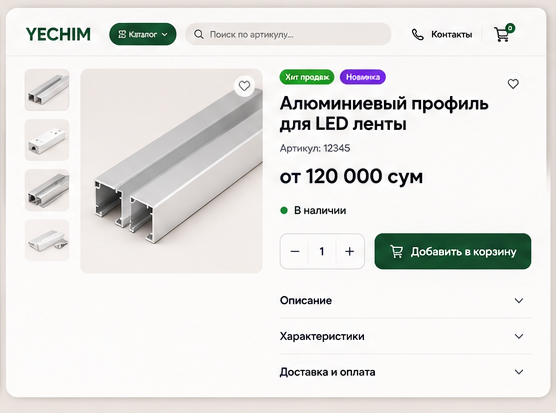 YECHIM
Каталог
Поиск по артикулу...
Контакты
0
Хит продаж
Новинка
Алюминиевый профиль
для LED ленты
Артикул: 12345
от 120 000 сум
В наличии
1
Добавить в корзину
Описание
Характеристики
Доставка и оплата